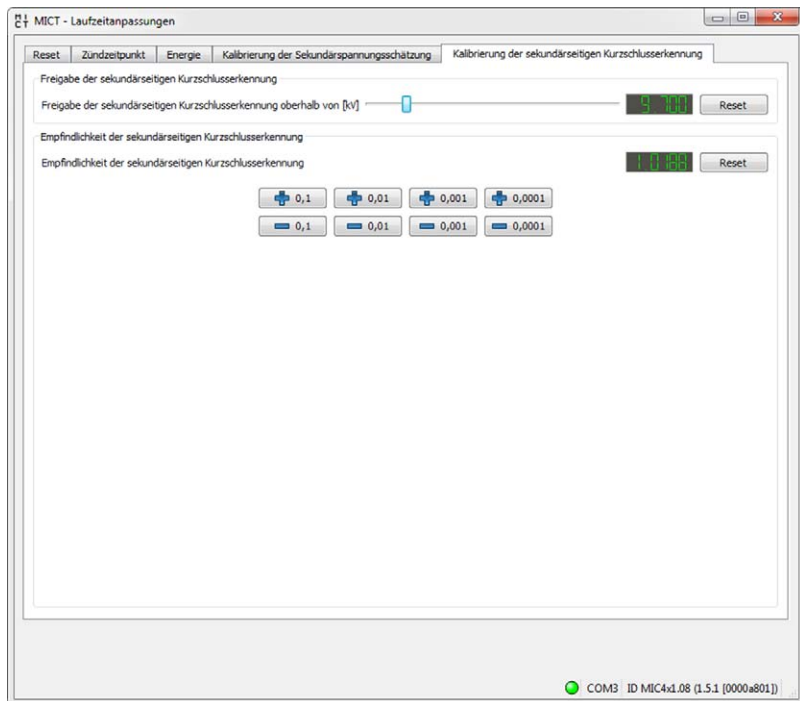 MICT - Laufzeitanpassungen
Reset Zündzeitpunkt Energie Kalibrierung der Sekundärspannungsschätzung Kalibrierung der sekundärseitigen Kurzschlusserkennung
Freigabe der sekundärseitigen Kurzschlusserkennung
Freigabe der sekundärseitigen Kurzschlusserkennung oberhalb von [kV] 9.700 Reset
Empfindlichkeit der sekundärseitigen Kurzschlusserkennung
Empfindlichkeit der sekundärseitigen Kurzschlusserkennung 1.0188 Reset
0,1 0,01 0,001 0,0001
0,1 0,01 0,001 0,0001
COM3 ID MIC4x1.08 (1.5.1 [0000a801])